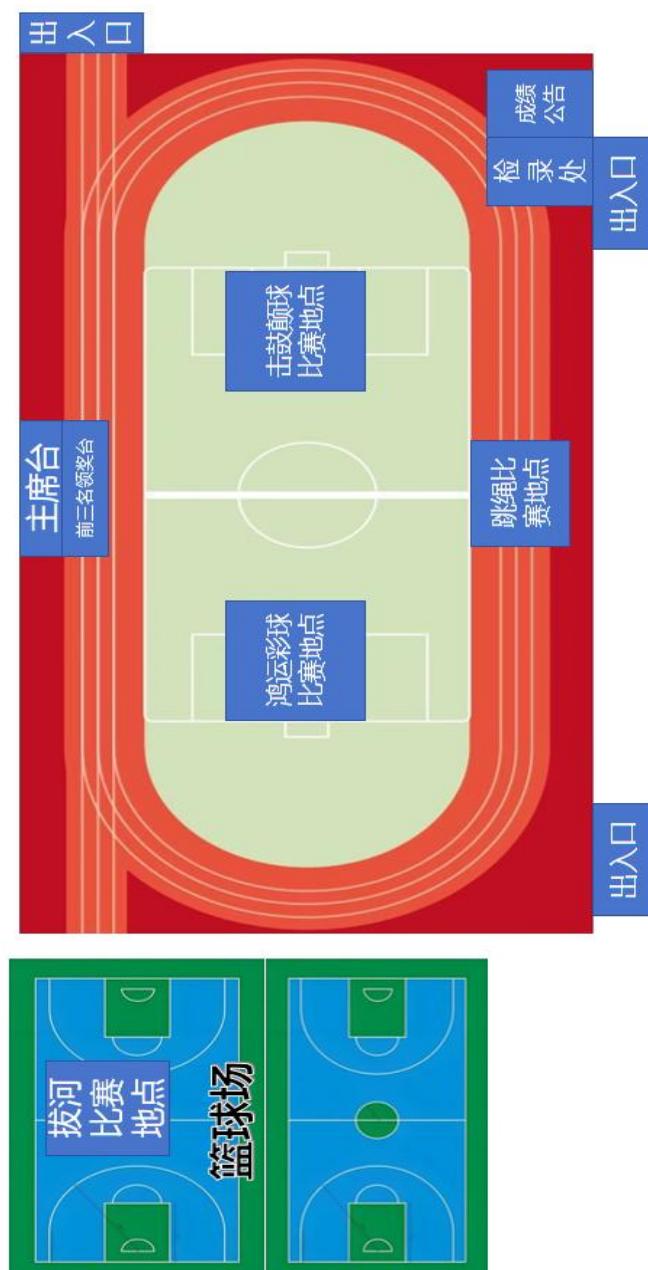 出入口
主席台
前三名领奖台
成绩
公告
检录处
出入口
击鼓颠球
比赛地点
跳绳比
赛地点
鸿运彩球
比赛地点
出入口
拔河
比赛
地点
篮球场